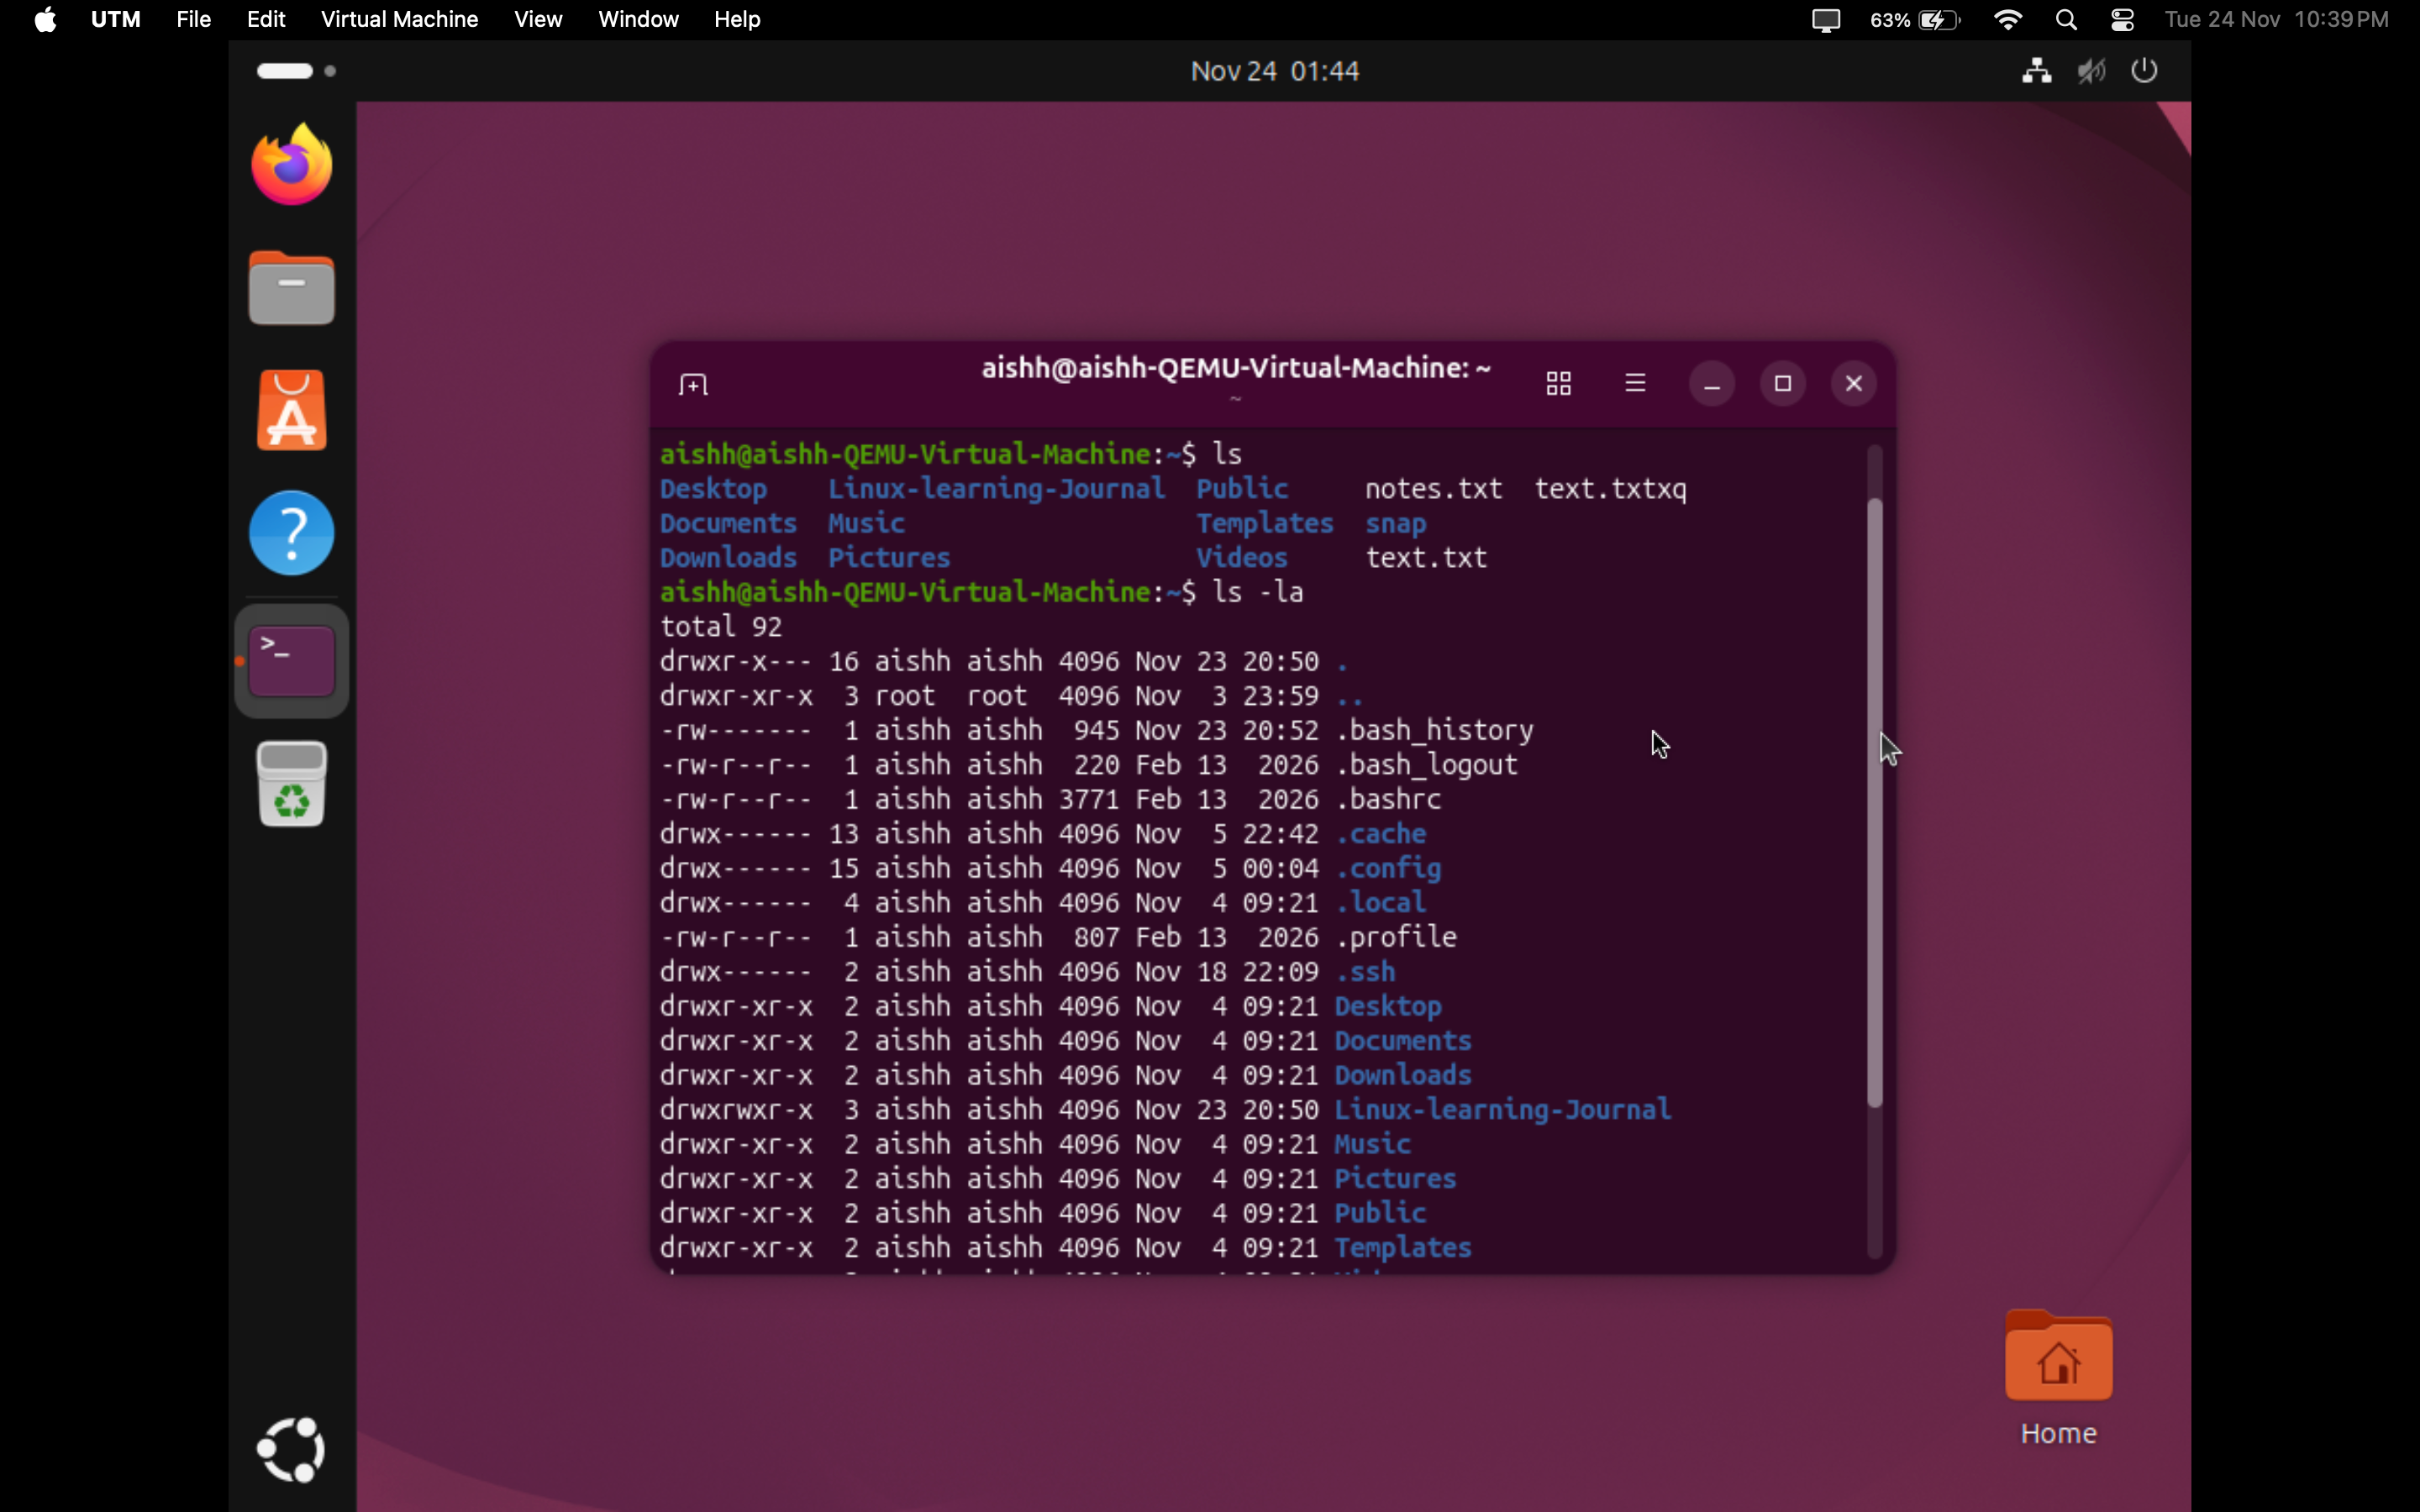 UTM File Edit Virtual Machine View Window Help 63% Tue 24 Nov 10:39 PM
Nov 24 01:44
aishh@aishh-QEMU-Virtual-Machine: ~
~
aishh@aishh-QEMU-Virtual-Machine:~$ ls
Desktop Linux-learning-Journal Public notes.txt text.txtxq
Documents Music Templates snap
Downloads Pictures Videos text.txt
aishh@aishh-QEMU-Virtual-Machine:~$ ls -la
total 92
drwxr-x--- 16 aishh aishh 4096 Nov 23 20:50 .
drwxr-xr-x 3 root root 4096 Nov 3 23:59 ..
-rw------- 1 aishh aishh 945 Nov 23 20:52 .bash_history
-rw-r--r-- 1 aishh aishh 220 Feb 13 2026 .bash_logout
-rw-r--r-- 1 aishh aishh 3771 Feb 13 2026 .bashrc
drwx------ 13 aishh aishh 4096 Nov 5 22:42 .cache
drwx------ 15 aishh aishh 4096 Nov 5 00:04 .config
drwx------ 4 aishh aishh 4096 Nov 4 09:21 .local
-rw-r--r-- 1 aishh aishh 807 Feb 13 2026 .profile
drwx------ 2 aishh aishh 4096 Nov 18 22:09 .ssh
drwxr-xr-x 2 aishh aishh 4096 Nov 4 09:21 Desktop
drwxr-xr-x 2 aishh aishh 4096 Nov 4 09:21 Documents
drwxr-xr-x 2 aishh aishh 4096 Nov 4 09:21 Downloads
drwxrwxr-x 3 aishh aishh 4096 Nov 23 20:50 Linux-learning-Journal
drwxr-xr-x 2 aishh aishh 4096 Nov 4 09:21 Music
drwxr-xr-x 2 aishh aishh 4096 Nov 4 09:21 Pictures
drwxr-xr-x 2 aishh aishh 4096 Nov 4 09:21 Public
drwxr-xr-x 2 aishh aishh 4096 Nov 4 09:21 Templates
Home